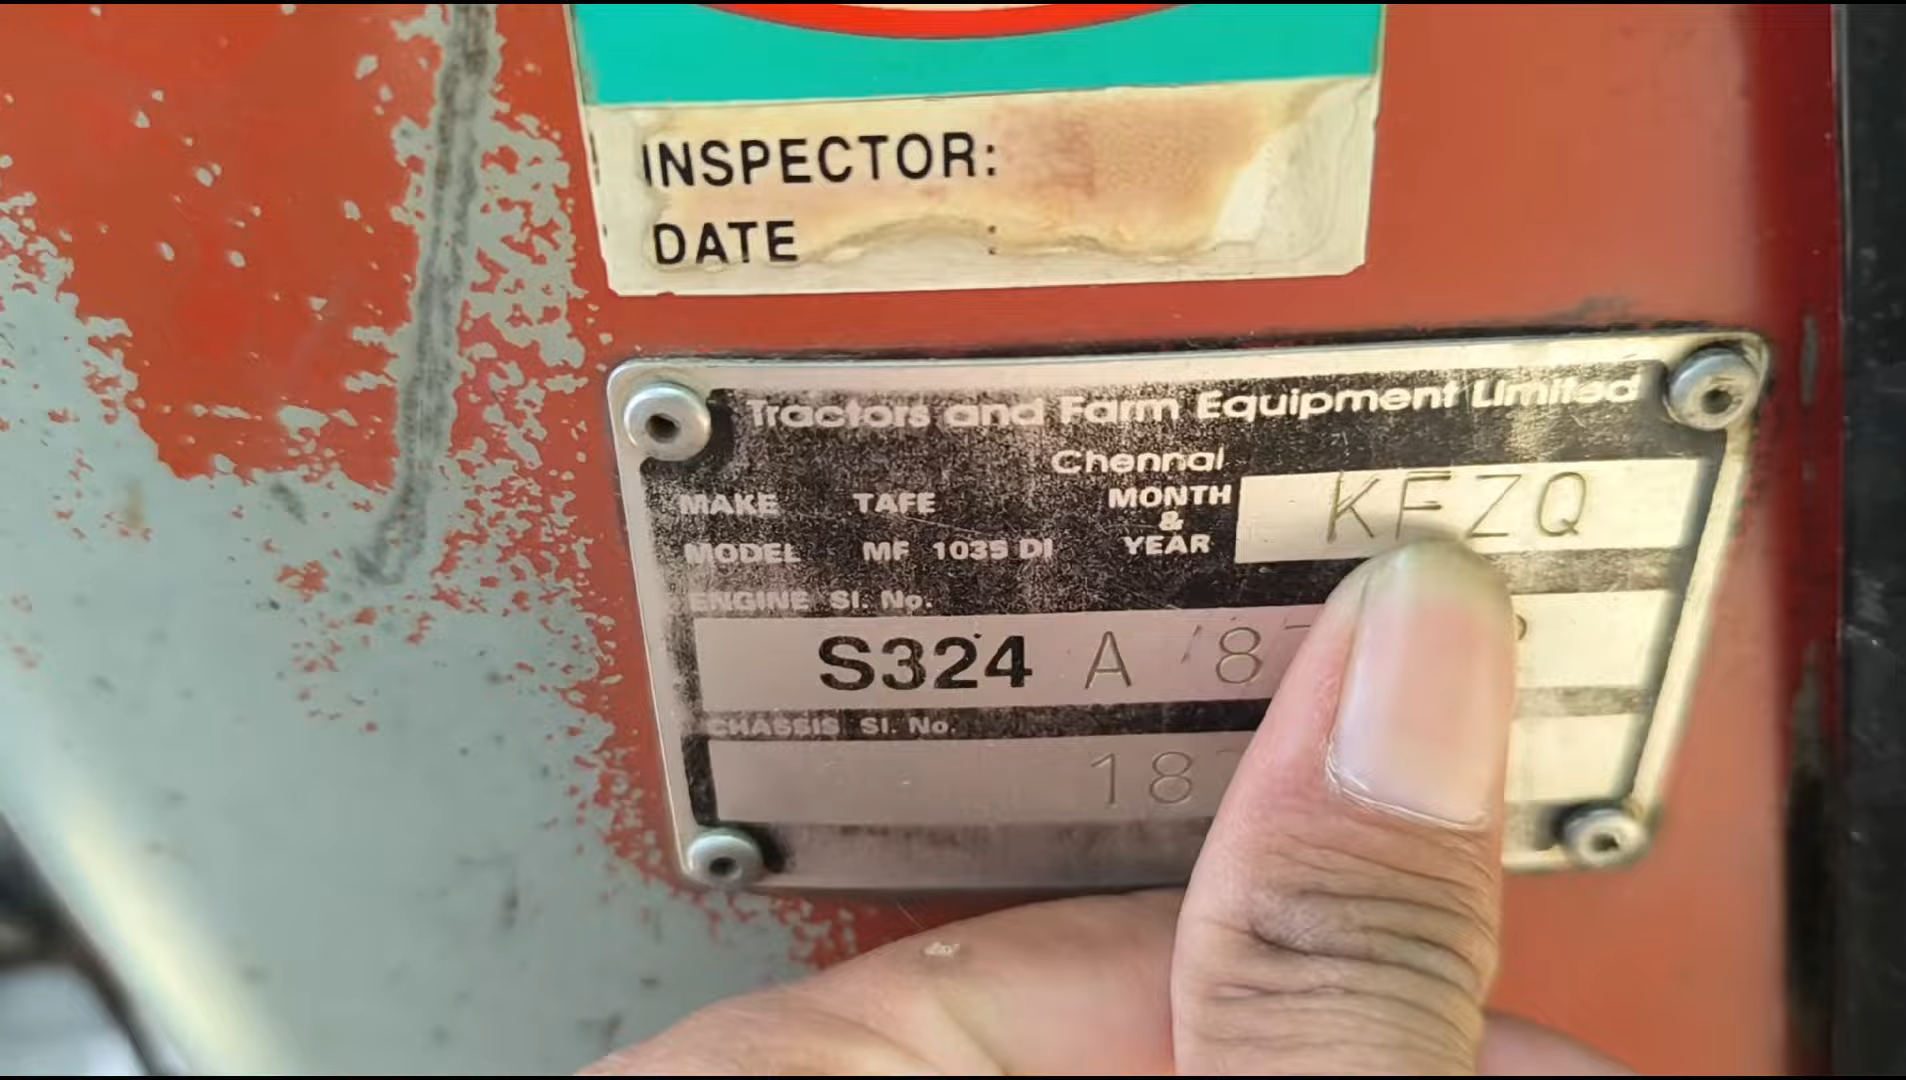 INSPECTOR:
DATE :
Tractors and Farm Equipment Limited
Chennai
MAKE TAFE
MONTH & YEAR KFZQ
MODEL MF 1035 DI
ENGINE Sl. No.
S324 A 8
CHASSIS Sl. No.
18